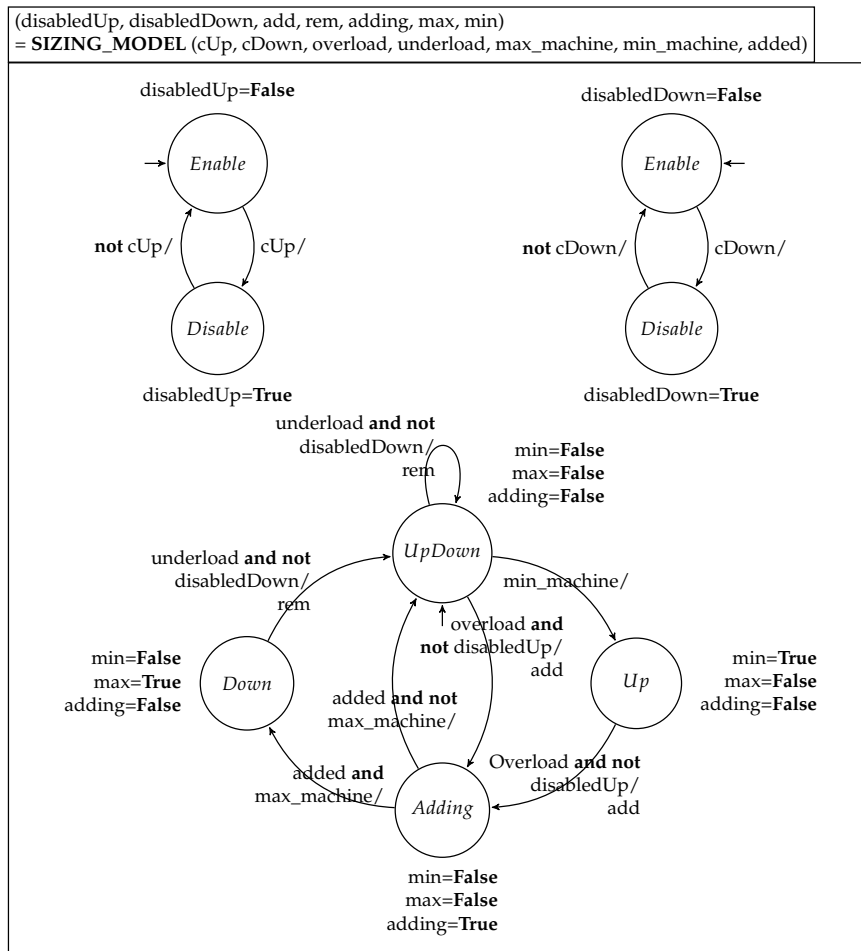 (disabledUp, disabledDown, add, rem, adding, max, min)
= SIZING_MODEL (cUp, cDown, overload, underload, max_machine, min_machine, added)
disabledUp=False
disabledDown=False
Enable
Enable
not cUp/
cUp/
not cDown/
cDown/
Disable
Disable
disabledUp=True
disabledDown=True
underload and not
disabledDown/
rem
min=False
max=False
adding=False
UpDown
underload and not
disabledDown/
rem
min_machine/
overload and
not disabledUp/
add
min=False
max=True
adding=False
Down
Up
min=True
max=False
adding=False
added and not
max_machine/
added and
max_machine/
Overload and not
disabledUp/
add
Adding
min=False
max=False
adding=True